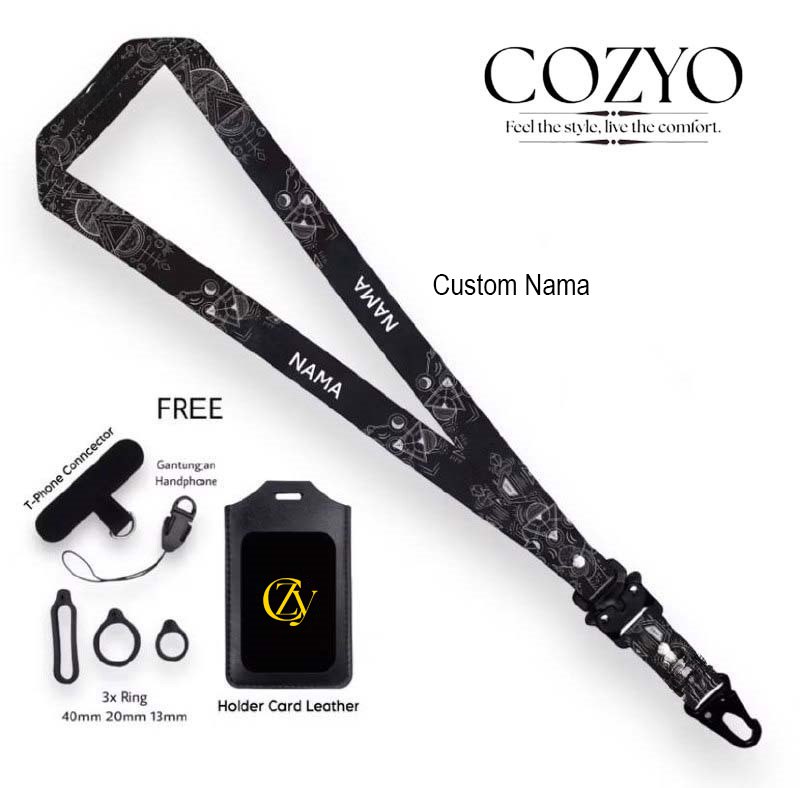 COZYO
Feel the style, live the comfort.
Custom Nama
NAMA
NAMA
FREE
T-Phone Conncector
Gantungan
Handphone
CZy
3x Ring
40mm 20mm 13mm
Holder Card Leather